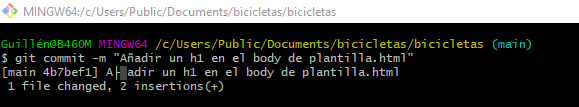 MINGW64:/c/Users/Public/Documents/bicicletas/bicicletas
Guillén@B46OM MINGW64 /c/Users/Public/Documents/bicicletas/bicicletas (main)
$ git commit -m "Añadir un h1 en el body de plantilla.html"
[main 4b7bef1] A├▒adir un h1 en el body de plantilla.html
1 file changed, 2 insertions(+)